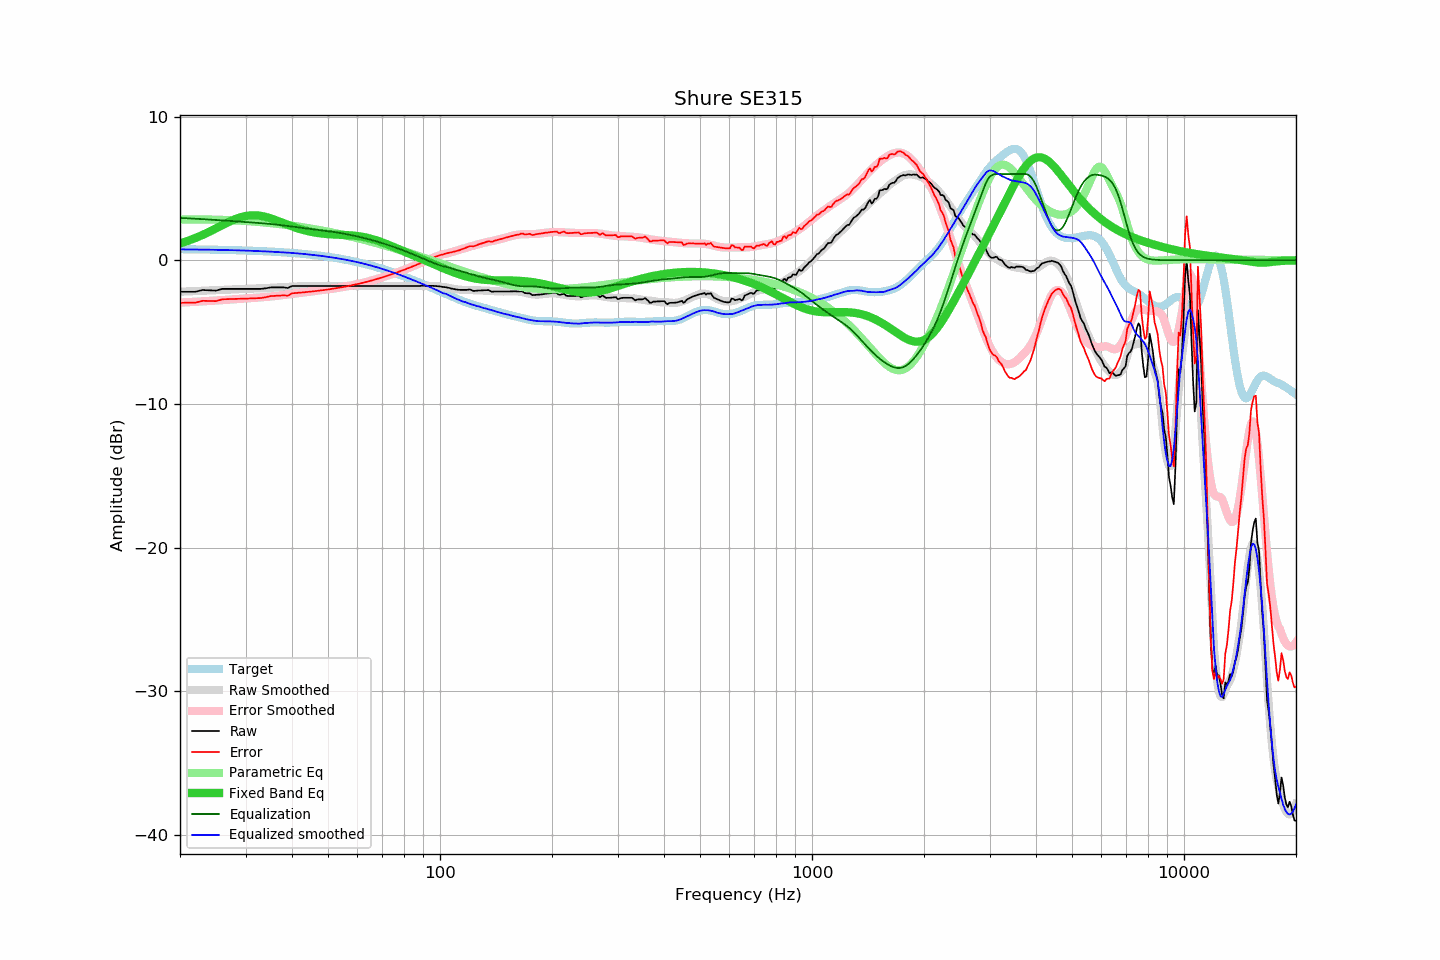 Shure SE315
10
0
−10
−20
−30
−40
Amplitude (dBr)
Target
Raw Smoothed
Error Smoothed
Raw
Error
Parametric Eq
Fixed Band Eq
Equalization
Equalized smoothed
100
1000
10000
Frequency (Hz)